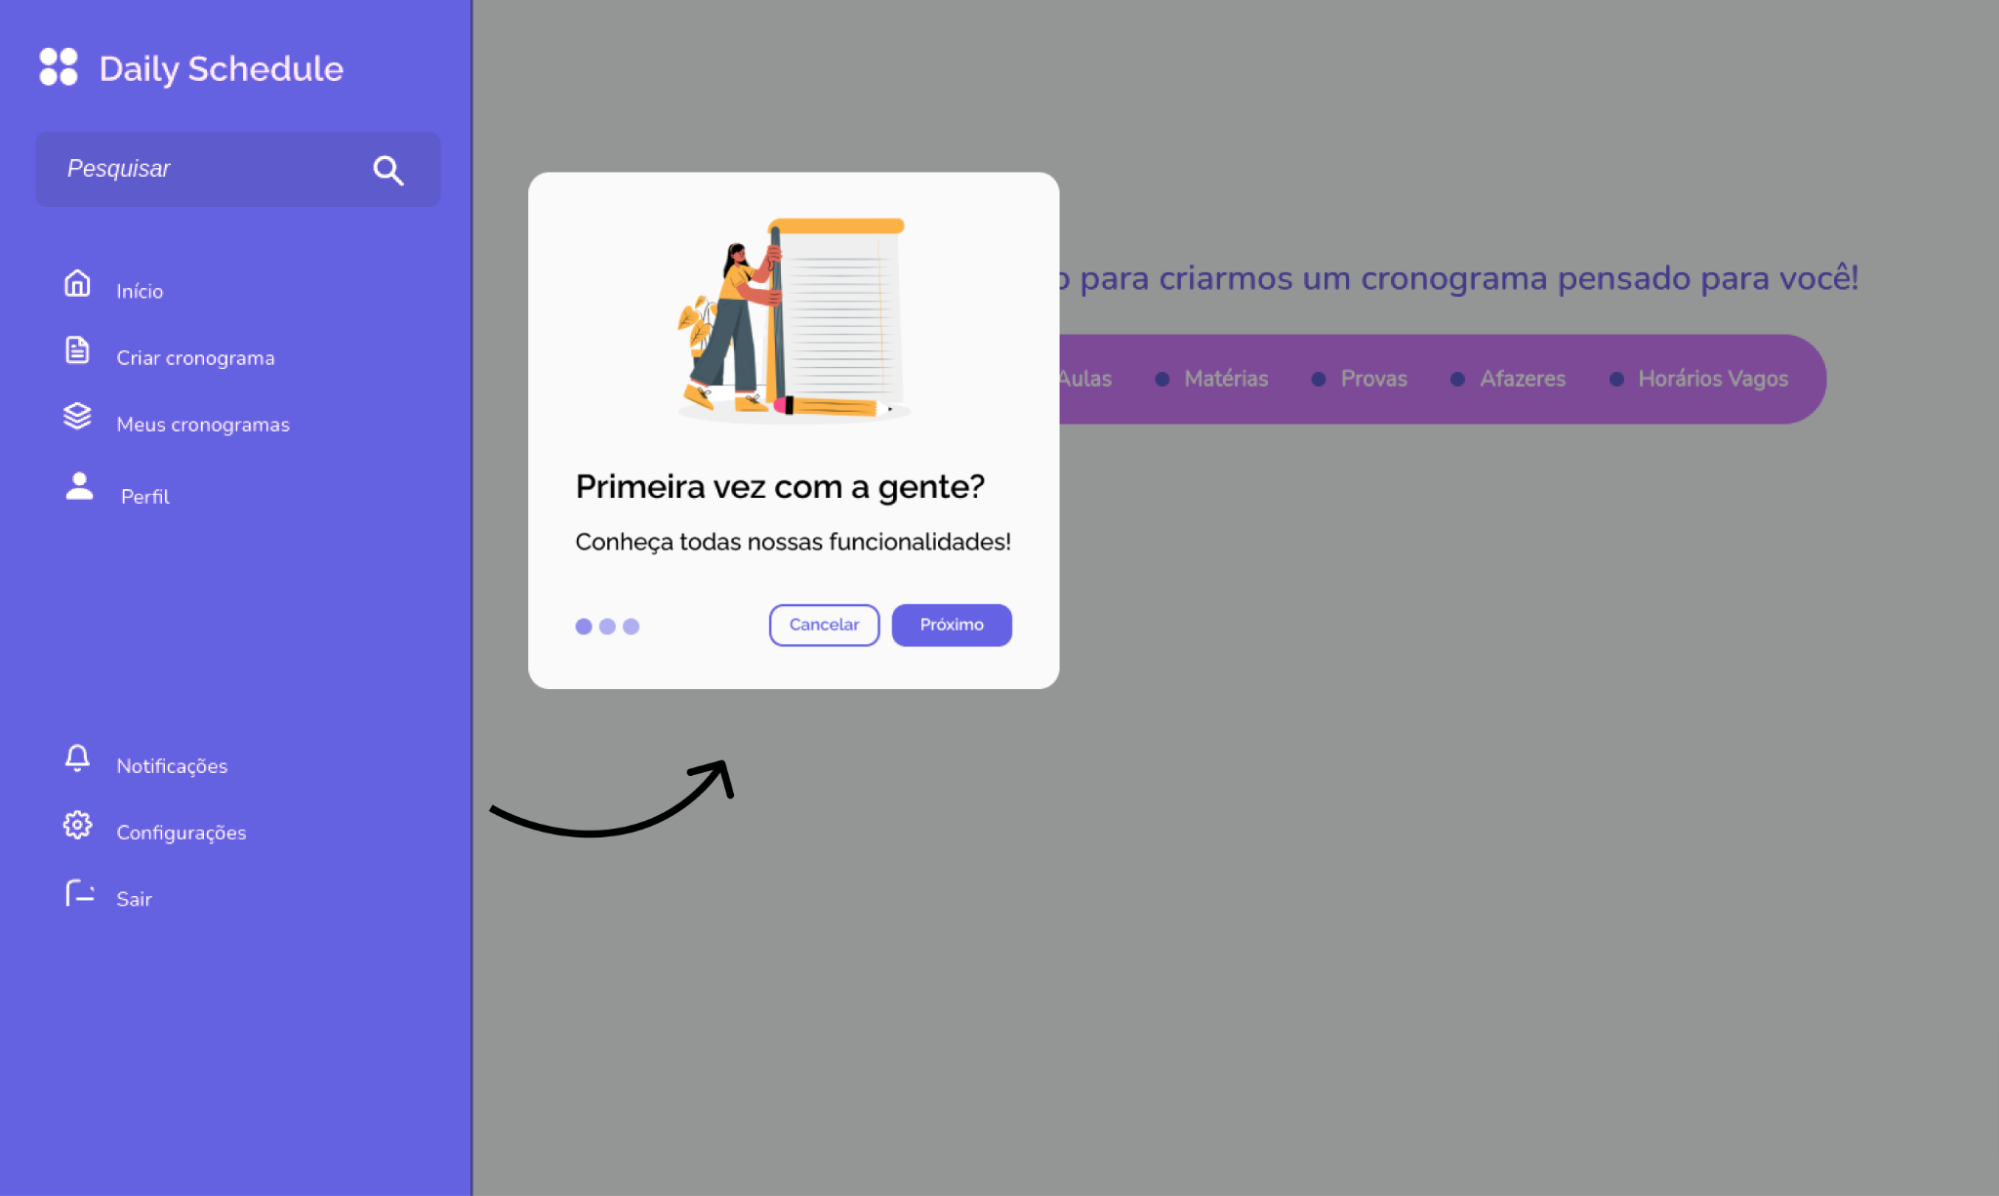 Daily Schedule
Pesquisar
Início
Criar cronograma
Meus cronogramas
Perfil
Notificações
Configurações
Sair
para criarmos um cronograma pensado para você!
Aulas
Matérias
Provas
Afazeres
Horários Vagos
Primeira vez com a gente?
Conheça todas nossas funcionalidades!
Cancelar
Próximo